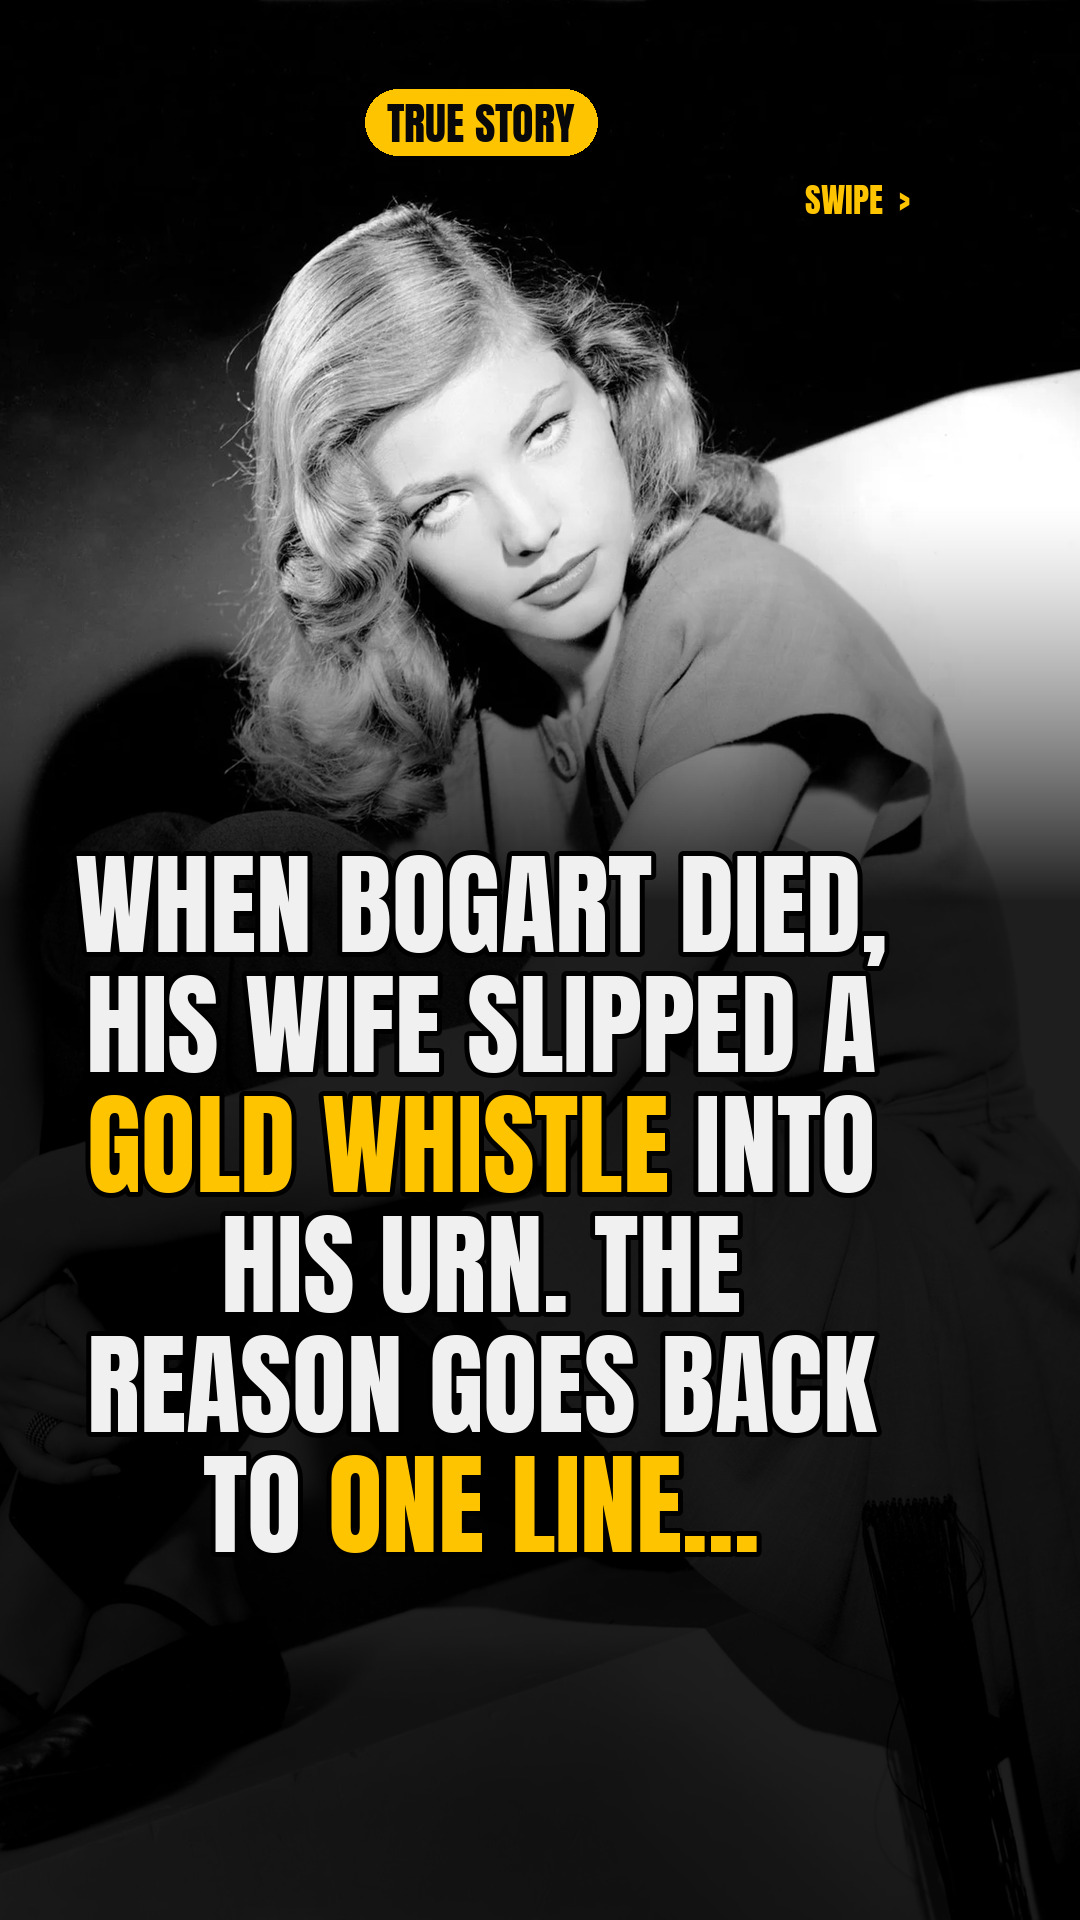 TRUE STORY
SWIPE >
WHEN BOGART DIED,
HIS WIFE SLIPPED A
GOLD WHISTLE INTO
HIS URN. THE
REASON GOES BACK
TO ONE LINE...